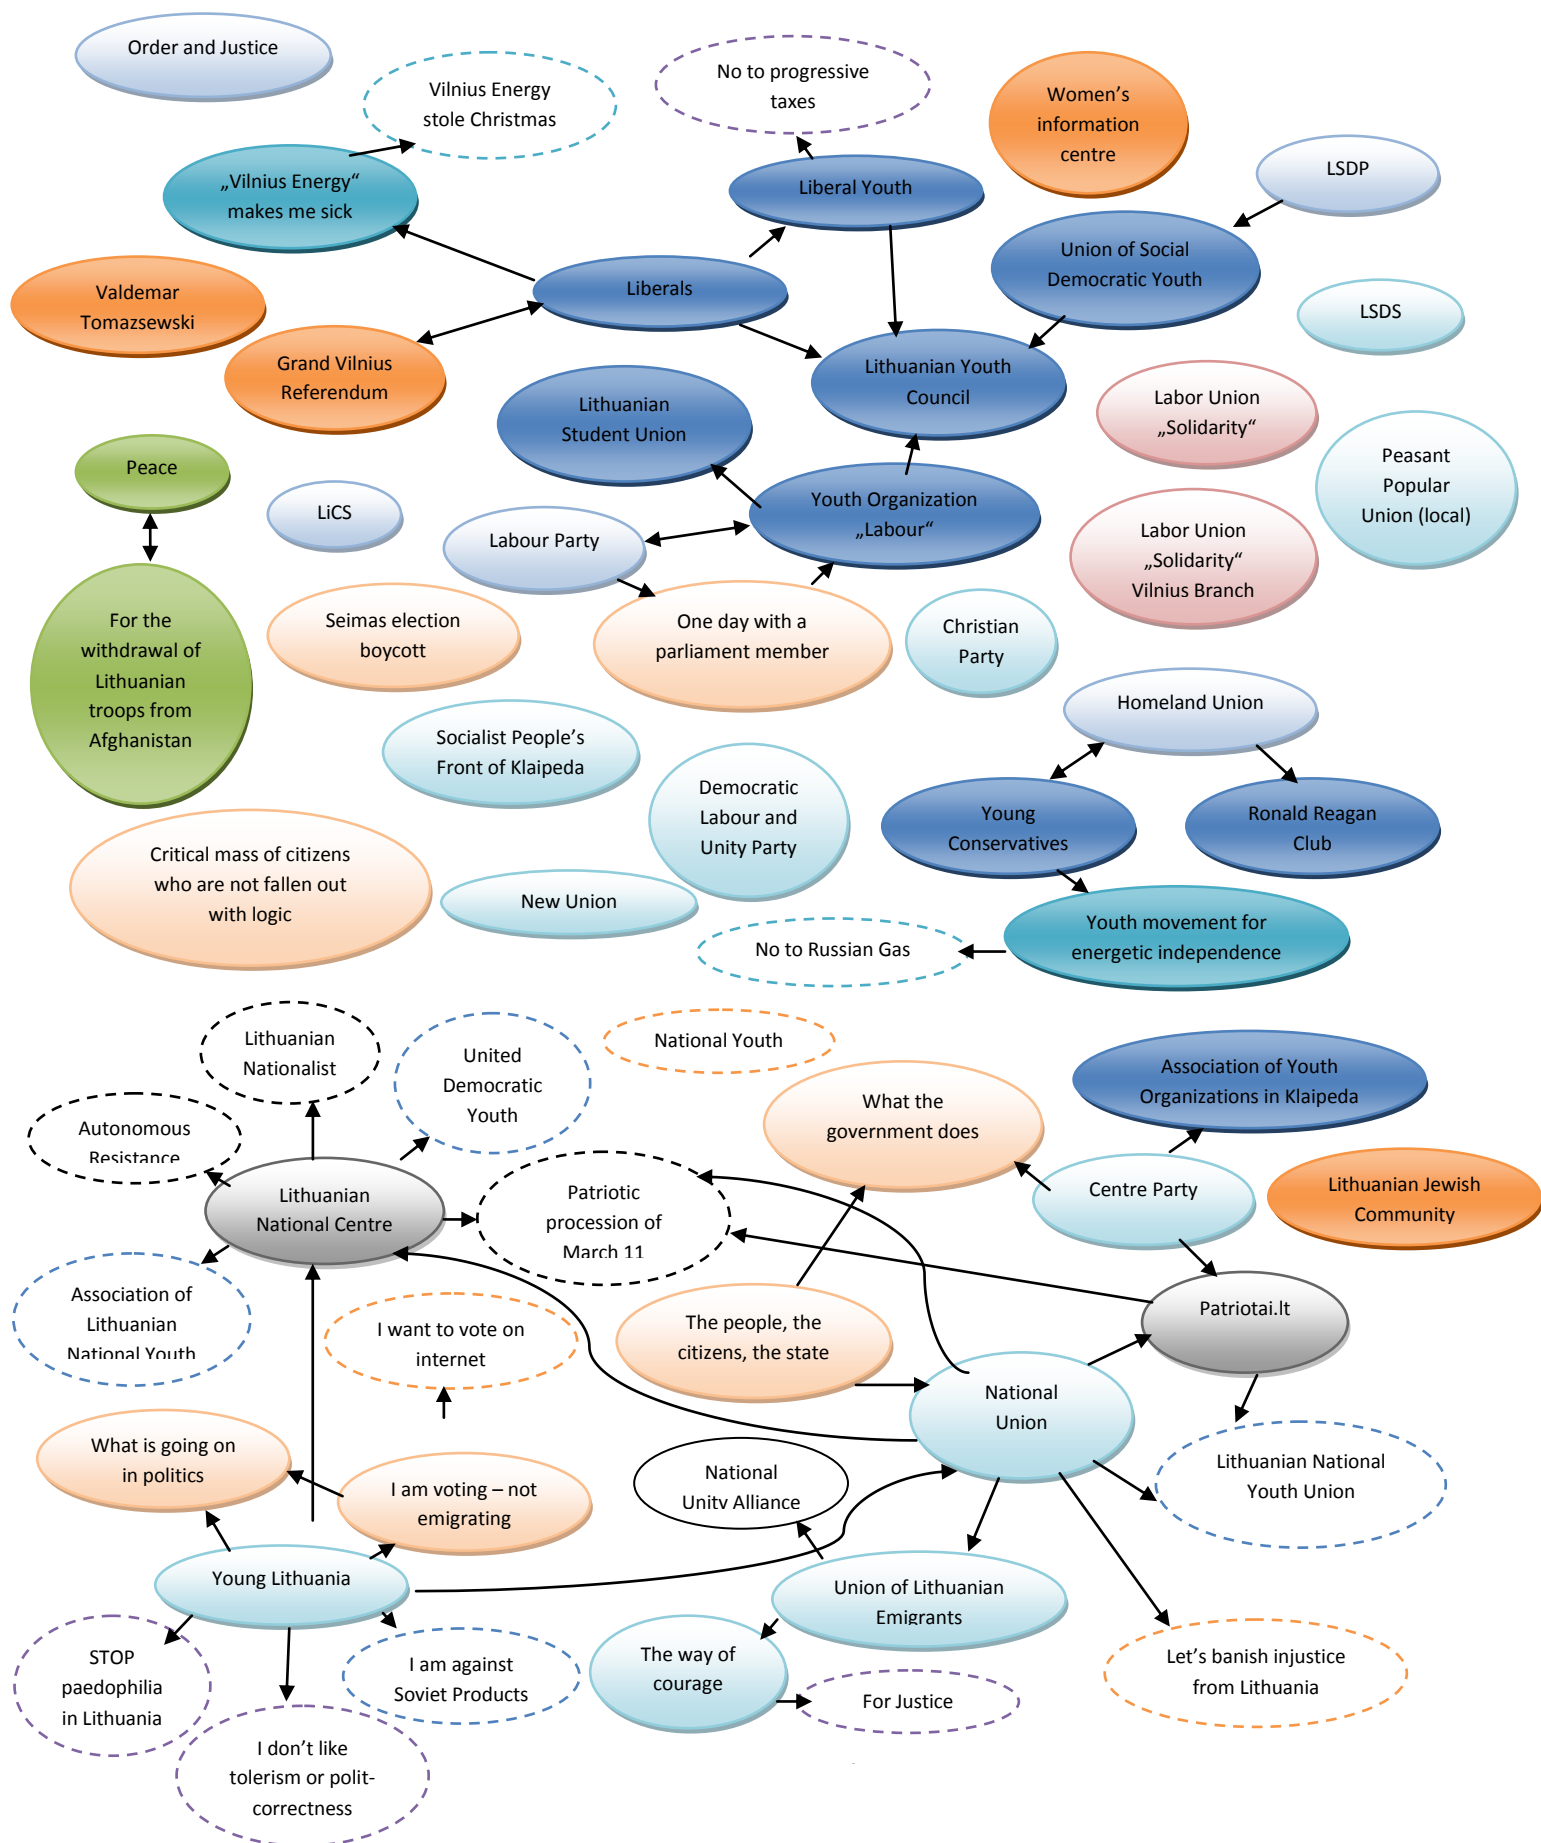 Order and Justice
Vilnius Energy
stole Christmas
No to progressive
taxes
Women's
information
centre
LSDP
„Vilnius Energy“
makes me sick
Liberal Youth
Union of Social
Democratic Youth
Valdemar
Tomazsewski
Liberals
LSDS
Grand Vilnius
Referendum
Lithuanian Youth
Council
Lithuanian
Student Union
Labor Union
„Solidarity“
Peasant
Popular
Union (local)
Peace
LiCS
Labour Party
Youth Organization
„Labour“
Labor Union
„Solidarity“
Vilnius Branch
For the
withdrawal of
Lithuanian
troops from
Afghanistan
Seimas election
boycott
One day with a
parliament member
Christian
Party
Homeland Union
Socialist People's
Front of Klaipeda
Democratic
Labour and
Unity Party
Young
Conservatives
Ronald Reagan
Club
Critical mass of citizens
who are not fallen out
with logic
New Union
No to Russian Gas
Youth movement for
energetic independence
Lithuanian
Nationalist
United
Democratic
Youth
National Youth
Association of Youth
Organizations in Klaipeda
What the
government does
Autonomous
Resistance
Lithuanian
National Centre
Patriotic
procession of
March 11
Centre Party
Lithuanian Jewish
Community
Association of
Lithuanian
National Youth
I want to vote on
internet
The people, the
citizens, the state
Patriotai.lt
National
Union
What is going on
in politics
I am voting – not
emigrating
National
Unity Alliance
Lithuanian National
Youth Union
Young Lithuania
Union of Lithuanian
Emigrants
STOP
paedophilia
in Lithuania
I am against
Soviet Products
The way of
courage
For Justice
Let's banish injustice
from Lithuania
I don't like
tolerism or polit-
correctness